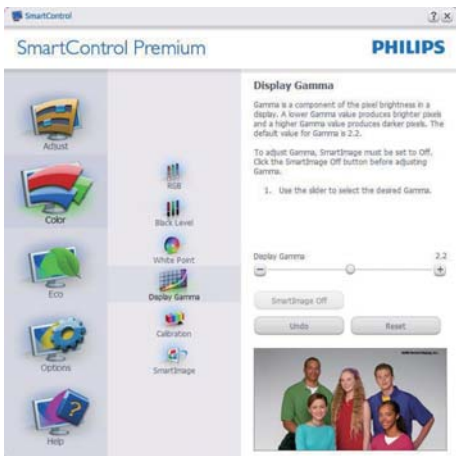 SmartControl
SmartControl Premium
PHILIPS
Adjust
Color
Eco
Options
Help
RGB
Black Level
White Point
Display Gamma
Calibration
SmartImage
Display Gamma
Gamma is a component of the pixel brightness in a
display. A lower Gamma value produces brighter pixels
and a higher Gamma value produces darker pixels. The
default value for Gamma is 2.2.
To adjust Gamma, SmartImage must be set to Off.
Click the SmartImage Off button before adjusting
Gamma.
1. Use the slider to select the desired Gamma.
Display Gamma 2.2
SmartImage Off
Undo Reset